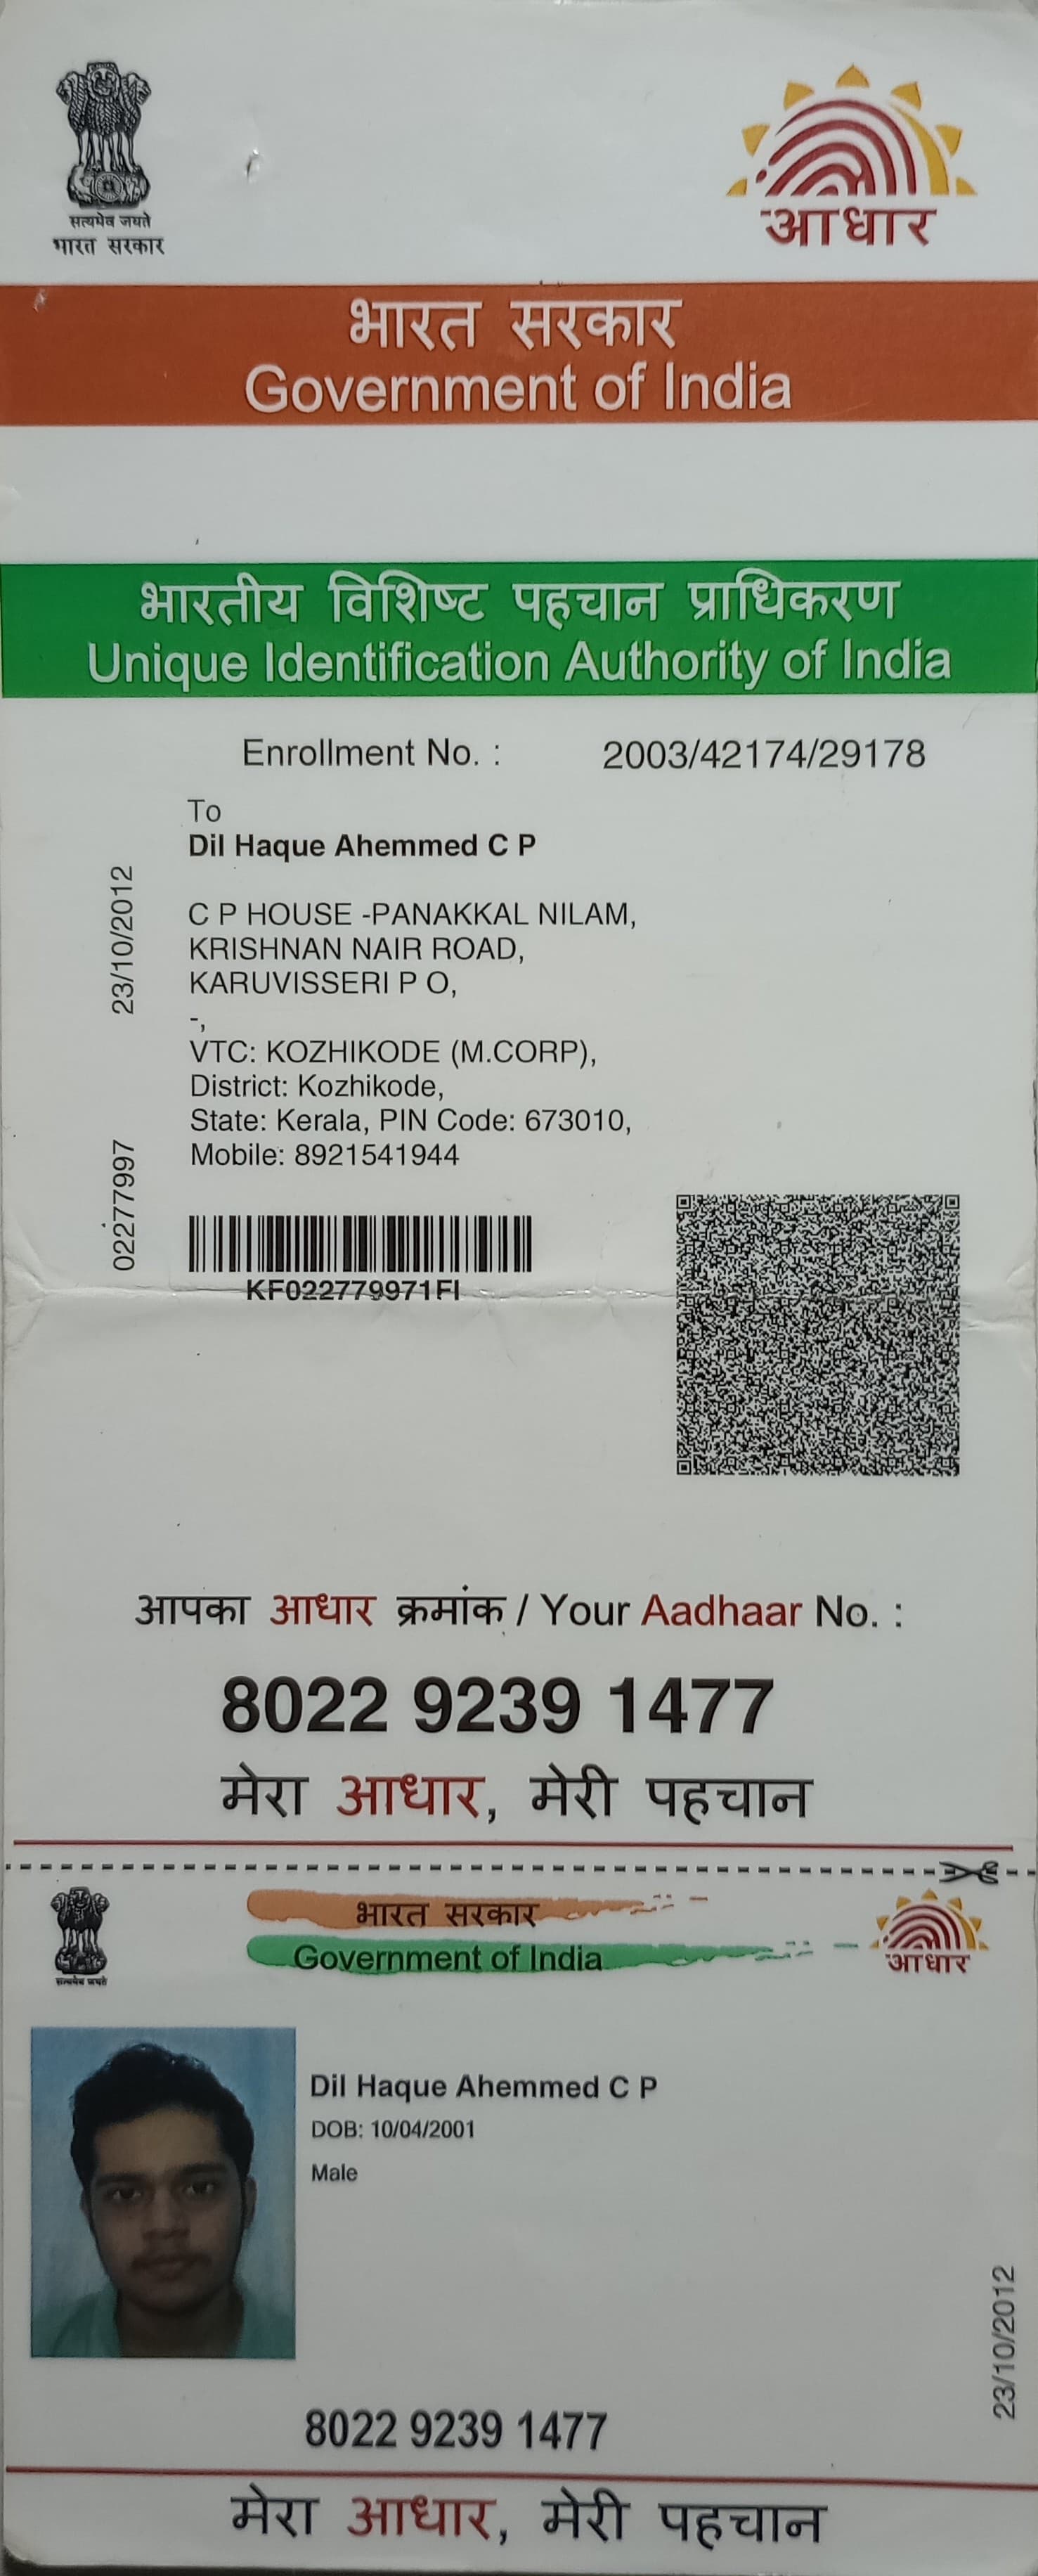 सत्यमेव जयते
भारत सरकार
आधार
भारत सरकार
Government of India
भारतीय विशिष्ट पहचान प्राधिकरण
Unique Identification Authority of India
Enrollment No. : 2003/42174/29178
To
Dil Haque Ahemmed C P
C P HOUSE -PANAKKAL NILAM,
KRISHNAN NAIR ROAD,
KARUVISSERI P O,
-,
VTC: KOZHIKODE (M.CORP),
District: Kozhikode,
State: Kerala, PIN Code: 673010,
Mobile: 8921541944
23/10/2012
02277997
KF022779971FI
आपका आधार क्रमांक / Your Aadhaar No. :
8022 9239 1477
मेरा आधार, मेरी पहचान
सत्यमेव जयते
भारत सरकार
Government of India
आधार
Dil Haque Ahemmed C P
DOB: 10/04/2001
Male
23/10/2012
8022 9239 1477
मेरा आधार, मेरी पहचान